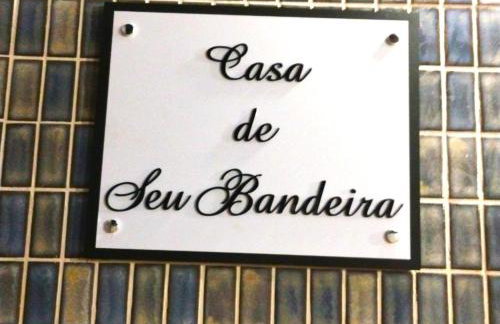 Casa
de
Seu Bandeira